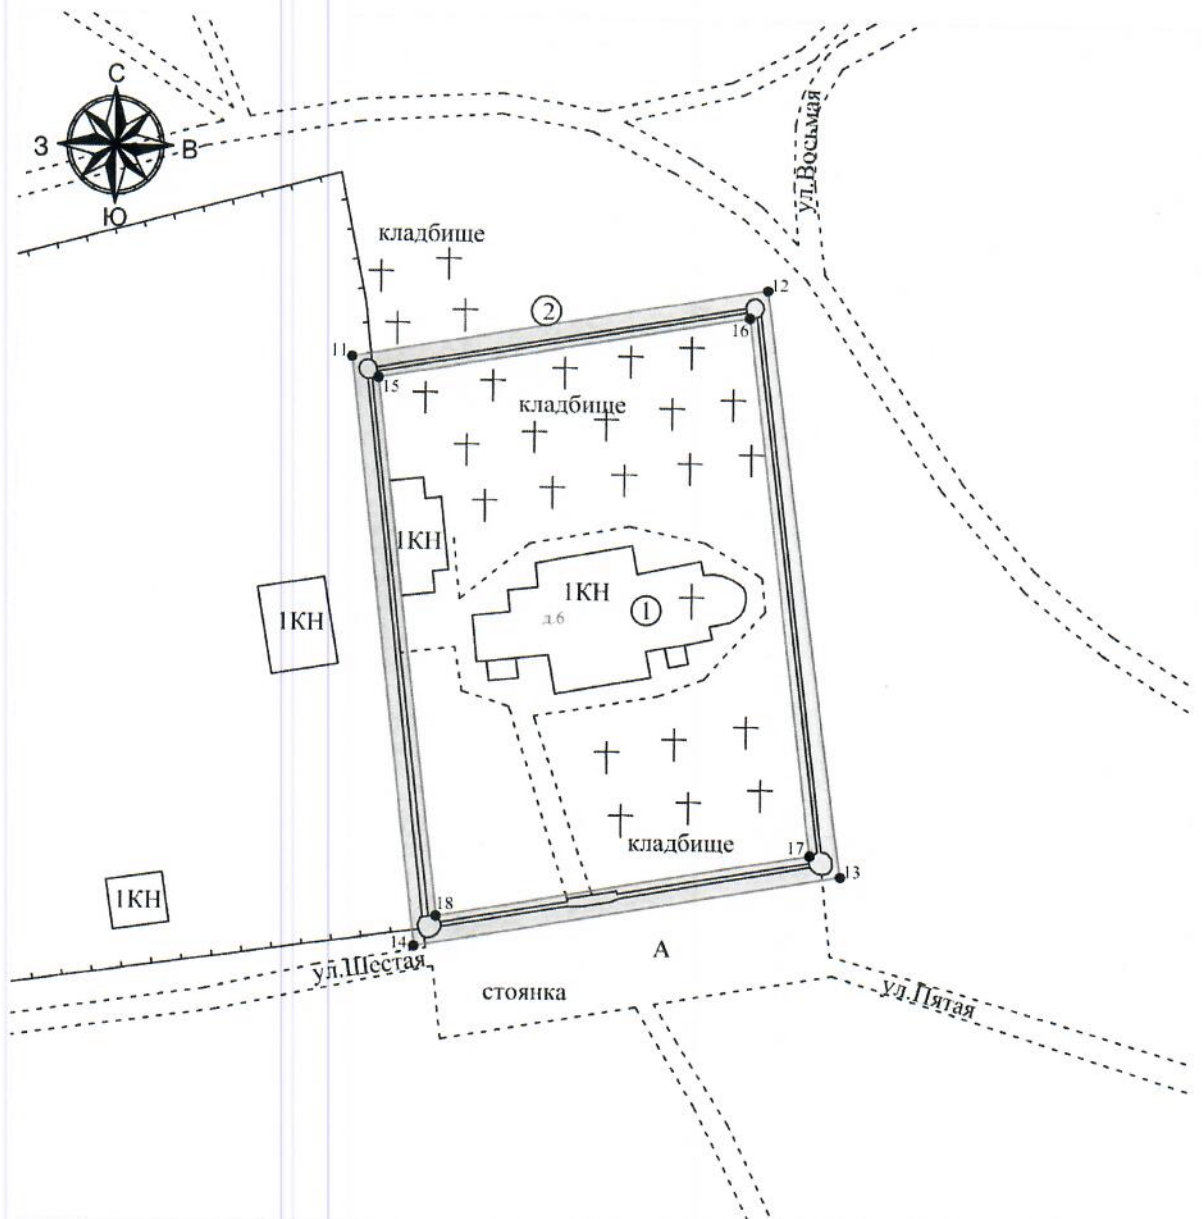 С
З
В
Ю
ул.Восьмая
кладбище
12
2
16
11
15
кладбище
1КН
1КН
1КН
1
д.6
кладбище
17
13
1КН
18
14
А
ул.Шестая
стоянка
ул.Пятая